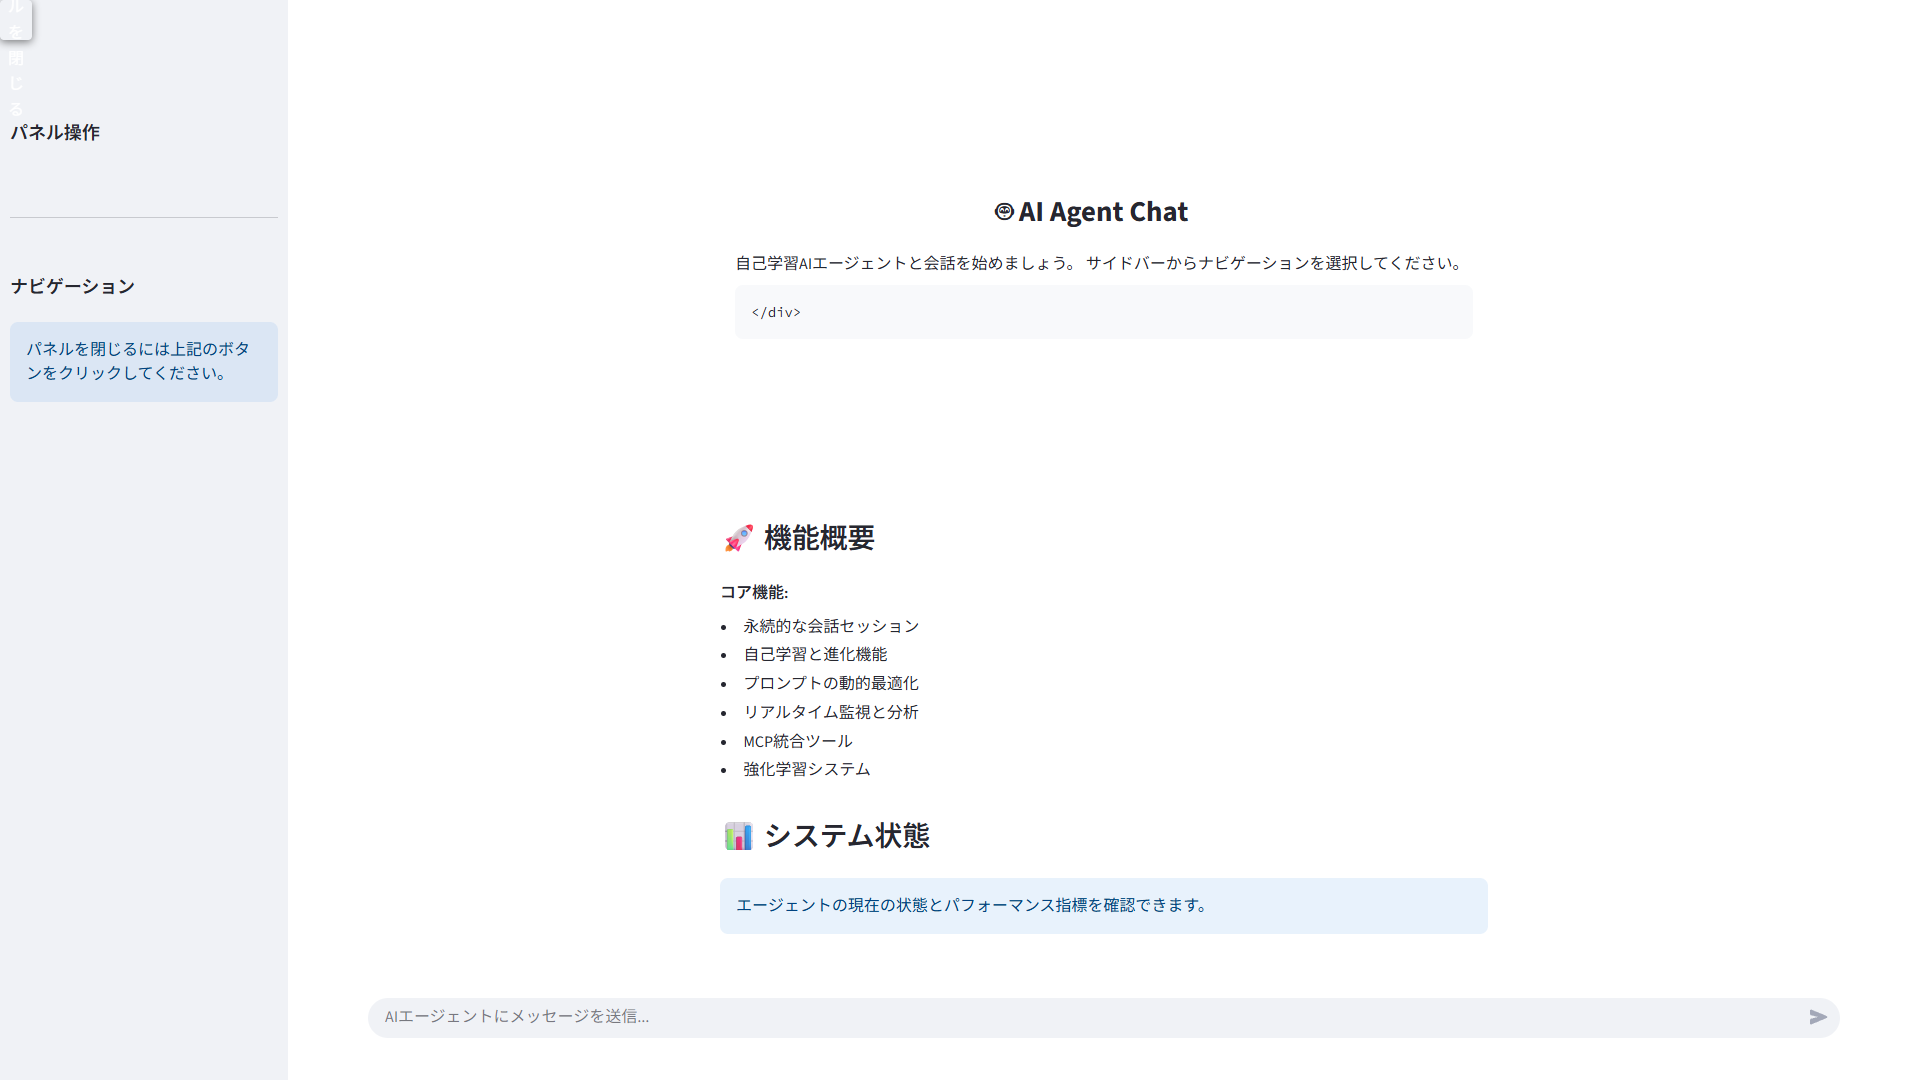 ル
を
閉
じ
る
パネル操作
ナビゲーション
パネルを閉じるには上記のボタ
ンをクリックしてください。
AI Agent Chat
自己学習AIエージェントと会話を始めましょう。 サイドバーからナビゲーションを選択してください。
</div>
🚀 機能概要
コア機能:
• 永続的な会話セッション
• 自己学習と進化機能
• プロンプトの動的最適化
• リアルタイム監視と分析
• MCP統合ツール
• 強化学習システム
📊 システム状態
エージェントの現在の状態とパフォーマンス指標を確認できます。
AIエージェントにメッセージを送信...